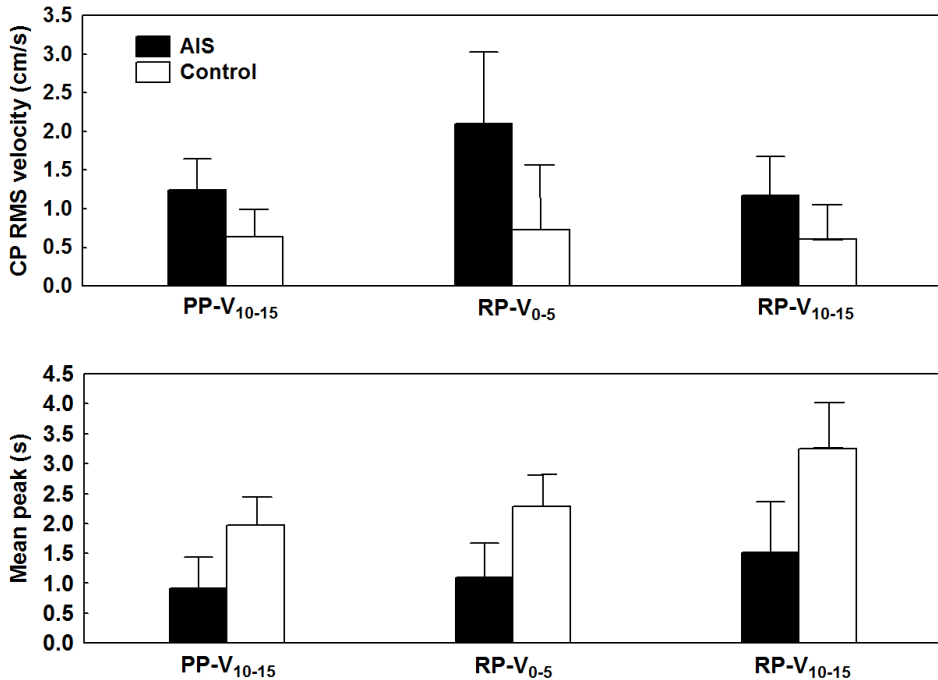 CP RMS velocity (cm/s)
3.5
3.0
2.5
2.0
1.5
1.0
0.5
0.0
AIS
Control
PP-V10-15
RP-V0-5
RP-V10-15
Mean peak (s)
4.5
4.0
3.5
3.0
2.5
2.0
1.5
1.0
0.5
0.0
PP-V10-15
RP-V0-5
RP-V10-15